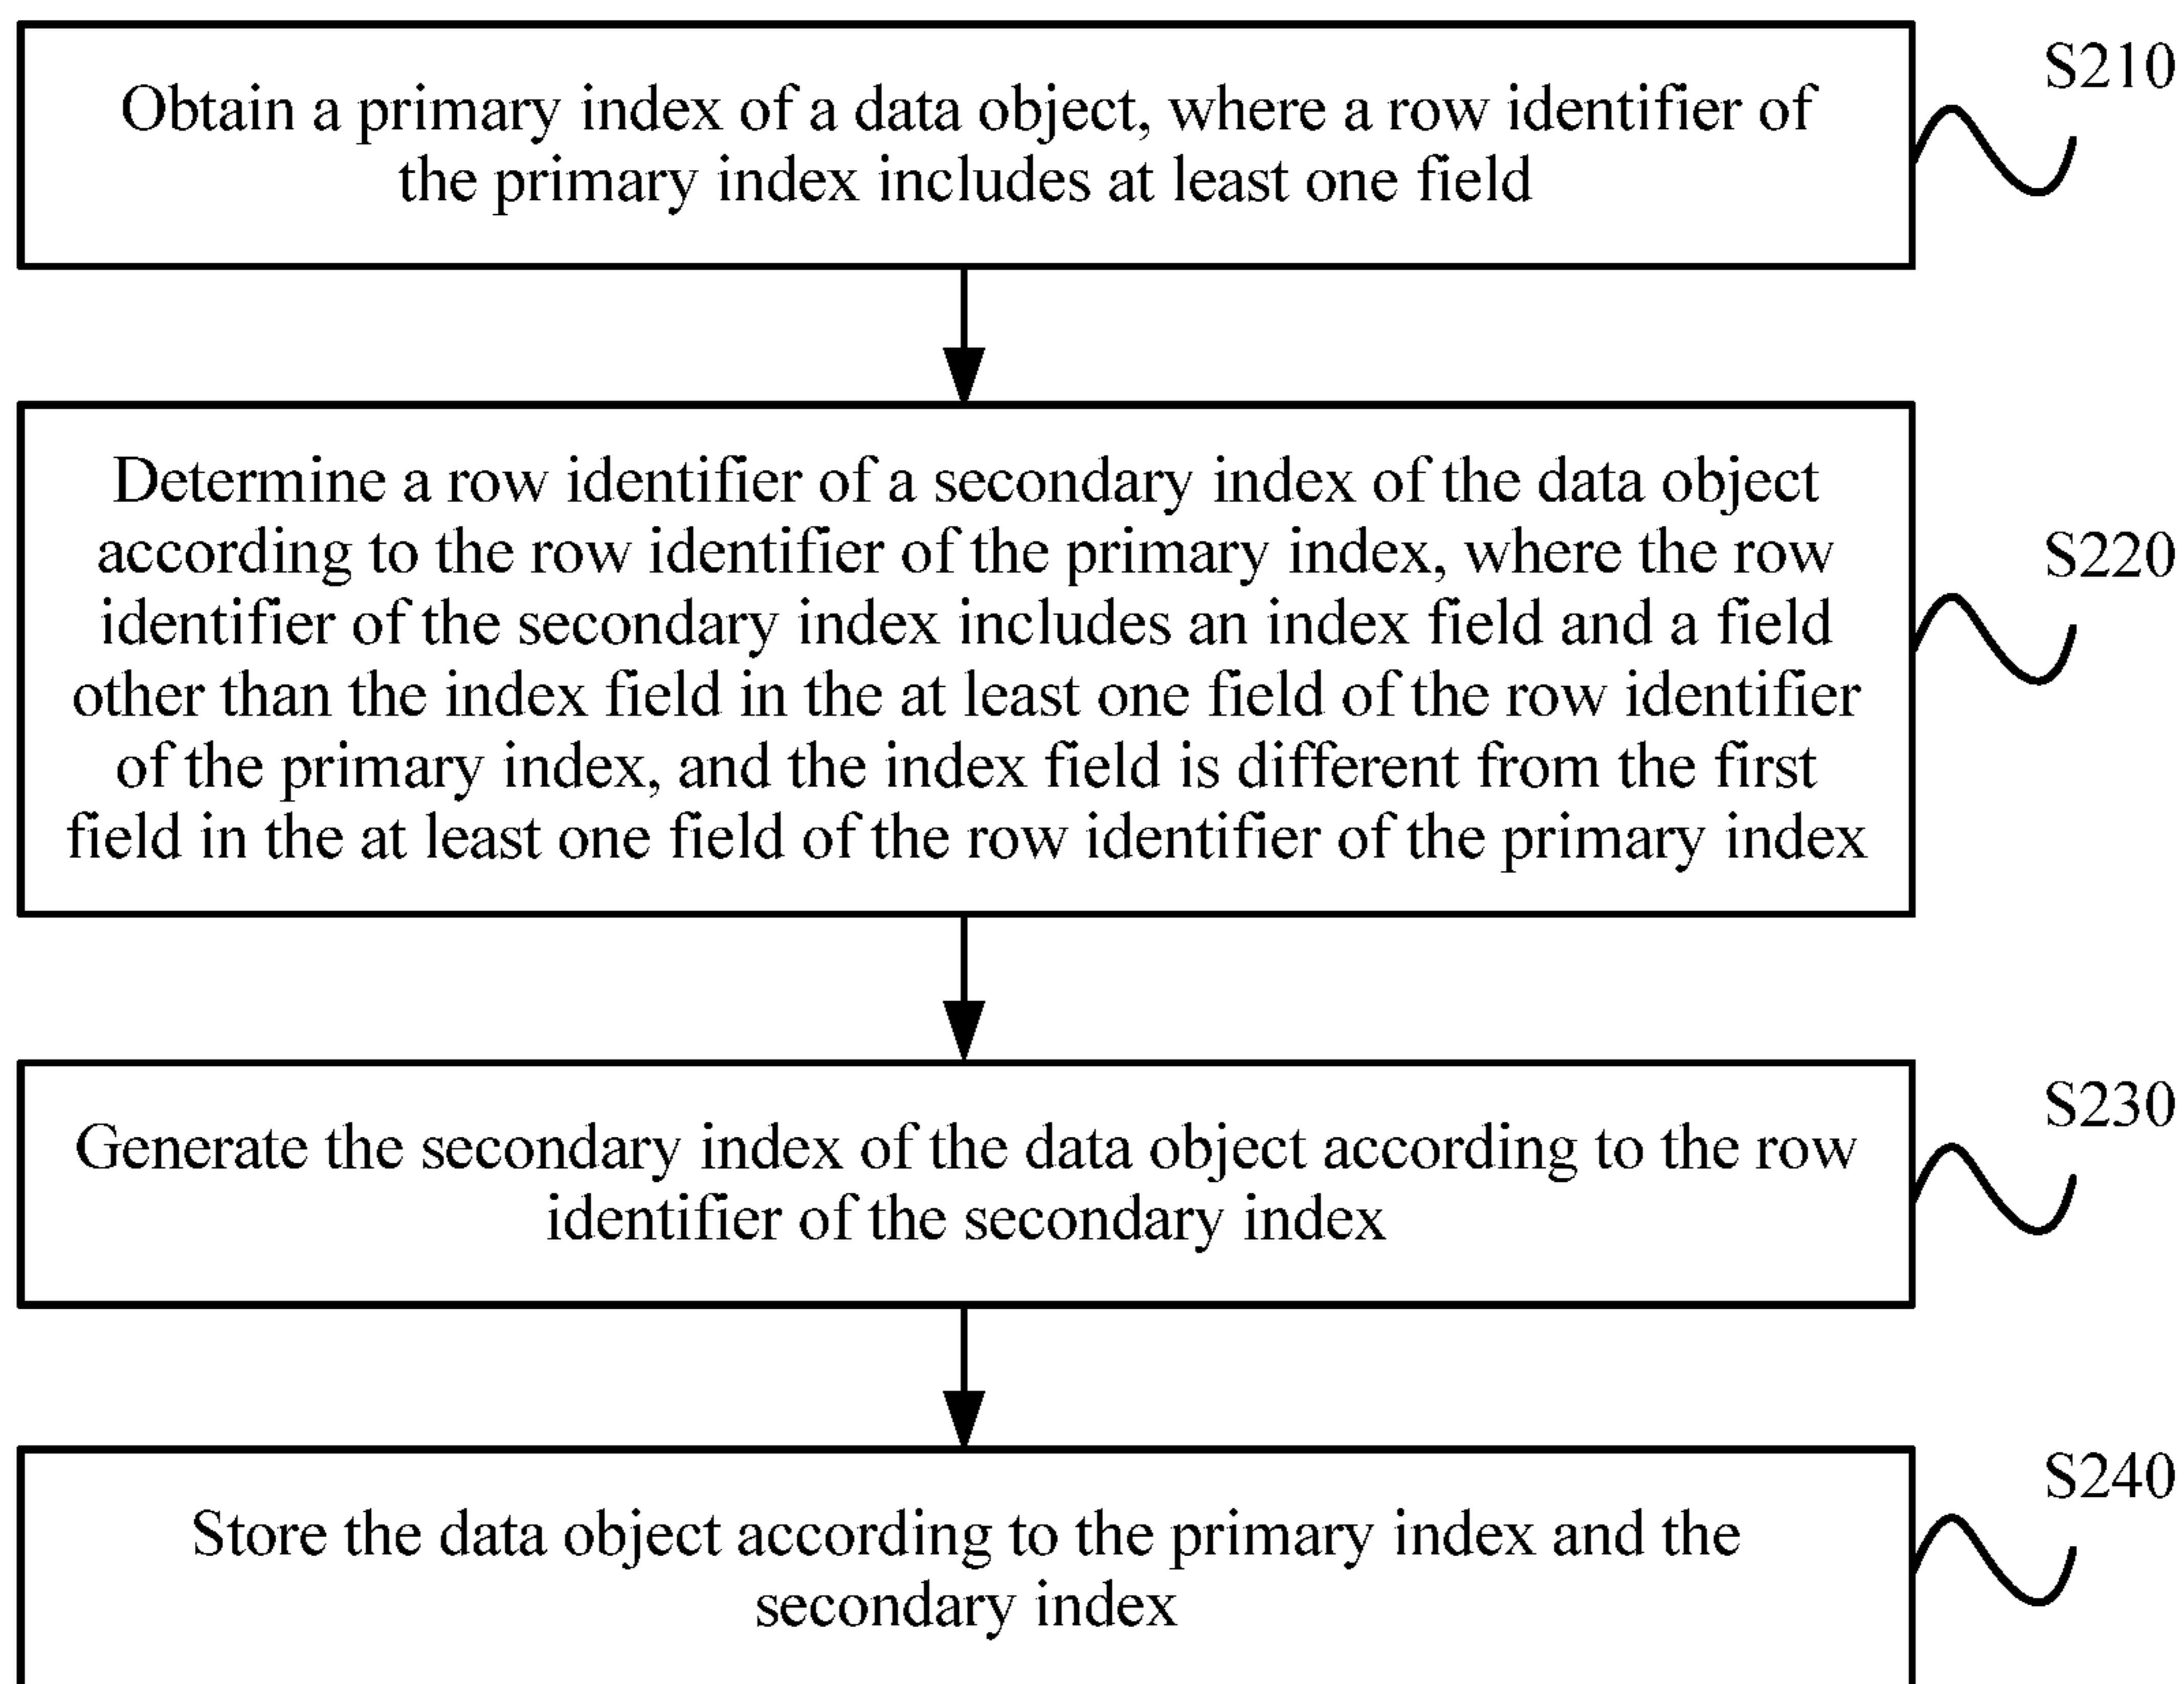 S210
Obtain a primary index of a data object, where a row identifier of
the primary index includes at least one field
Determine a row identifier of a secondary index of the data object
according to the row identifier of the primary index, where the row
identifier of the secondary index includes an index field and a field
other than the index field in the at least one field of the row identifier
of the primary index, and the index field is different from the first
field in the at least one field of the row identifier of the primary index
S220
Generate the secondary index of the data object according to the row
identifier of the secondary index
S230
Store the data object according to the primary index and the
secondary index
S240